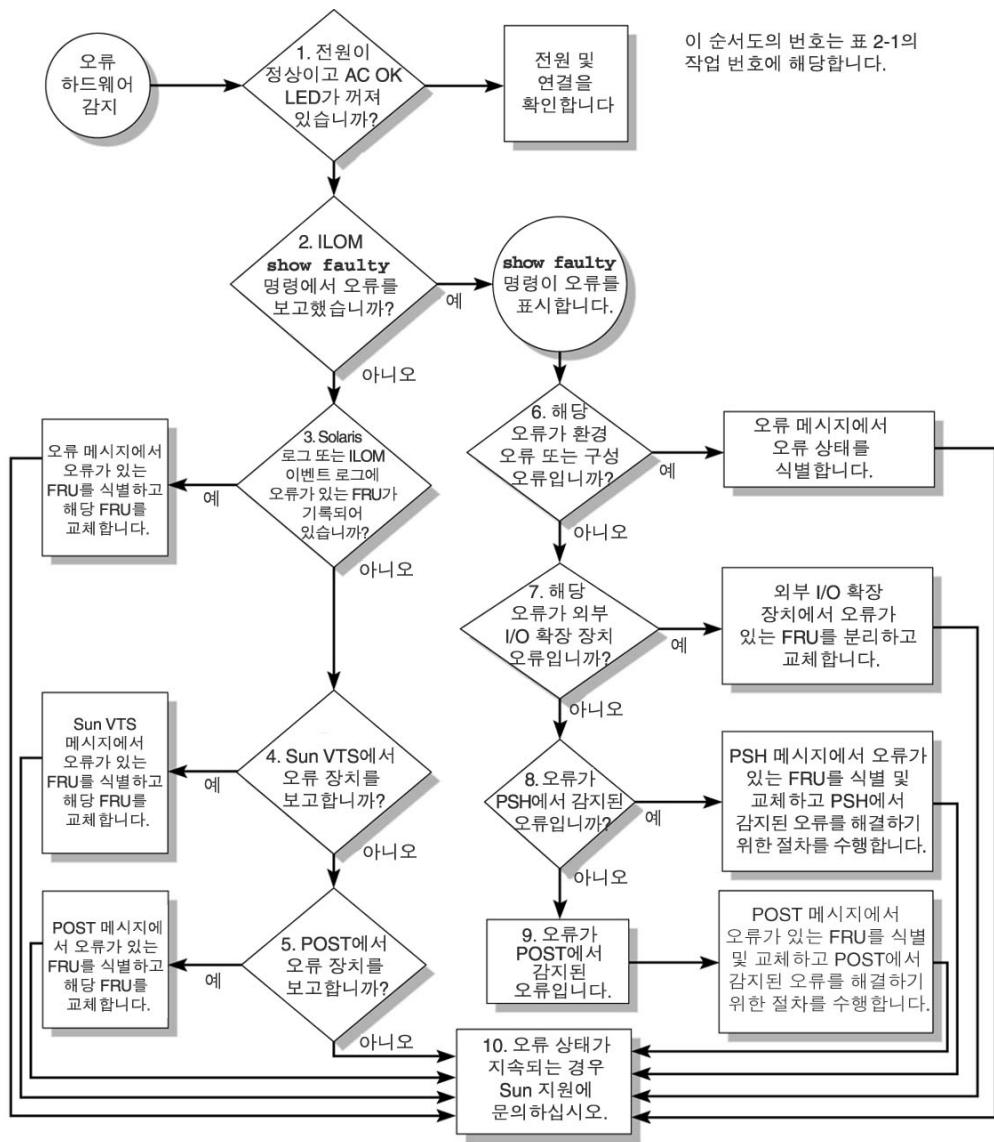 오류
하드웨어
감지
1. 전원이
정상이고 AC OK
LED가 꺼져
있습니까?
전원 및
연결을
확인합니다
이 순서도의 번호는 표 2-1의
작업 번호에 해당합니다.
2. ILOM
show faulty
명령에서 오류를
보고했습니까?
예
아니오
show faulty
명령이 오류를
표시합니다.
3. Solaris
로그 또는 ILOM
이벤트 로그에
오류가 있는 FRU가
기록되어
있습니까?
예
아니오
오류 메시지에서
오류가 있는
FRU를 식별하고
해당 FRU를
교체합니다.
6. 해당
오류가 환경
오류 또는 구성
오류입니까?
예
아니오
오류 메시지에서
오류 상태를
식별합니다.
7. 해당
오류가 외부
I/O 확장 장치
오류입니까?
예
아니오
외부 I/O 확장
장치에서 오류가
있는 FRU를 분리하고
교체합니다.
4. Sun VTS에서
오류 장치를
보고합니까?
예
아니오
Sun VTS
메시지에서
오류가 있는
FRU를 식별하고
해당 FRU를
교체합니다.
8. 오류가
PSH에서 감지된
오류입니까?
예
아니오
PSH 메시지에서 오류가
있는 FRU를 식별 및
교체하고 PSH에서
감지된 오류를 해결하기
위한 절차를 수행합니다.
5. POST에서
오류 장치를
보고합니까?
예
아니오
POST 메시지에
서 오류가 있는
FRU를 식별하고
해당 FRU를
교체합니다.
9. 오류가
POST에서
감지된
오류입니다.
POST 메시지에서
오류가 있는 FRU를 식별
및 교체하고 POST에서
감지된 오류를 해결하기
위한 절차를 수행합니다.
10. 오류 상태가
지속되는 경우
Sun 지원에
문의하십시오.